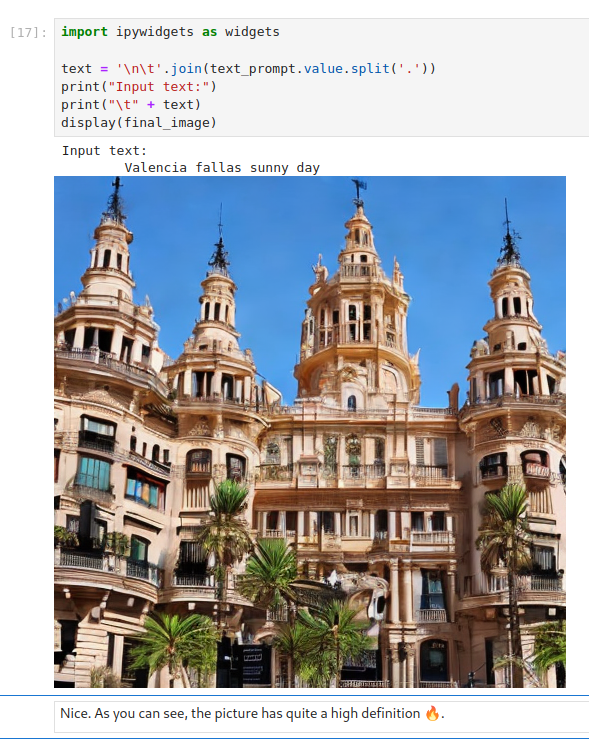 [17]:
import ipywidgets as widgets
text = '\n\t'.join(text_prompt.value.split('.'))
print("Input text:")
print("\t" + text)
display(final_image)
Input text:
Valencia fallas sunny day
Nice. As you can see, the picture has quite a high definition 🔥.